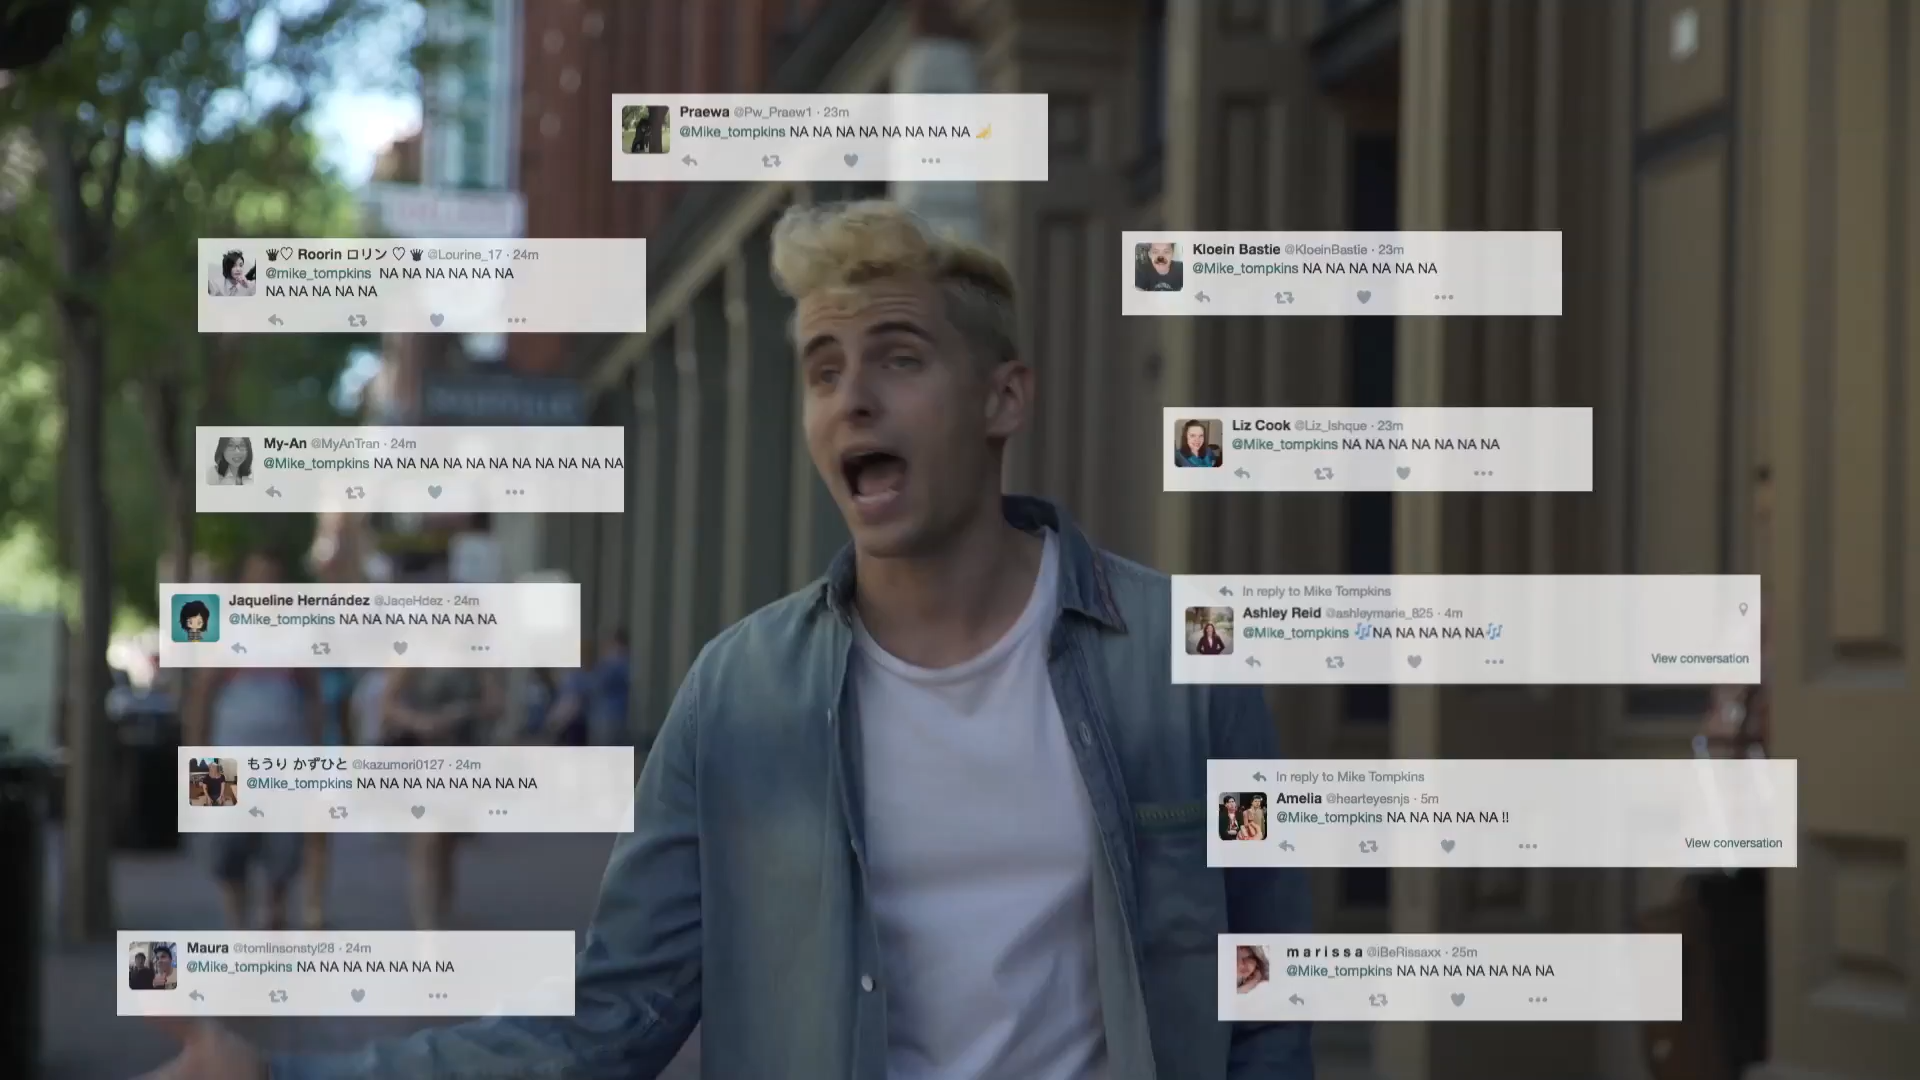 Praewa @Pw_Praew1 · 23m
@Mike_tompkins NA NA NA NA NA NA NA NA
♛♡ Roorin ロリン ♡♛ @Lourine_17 · 24m
@mike_tompkins NA NA NA NA NA NA
NA NA NA NA NA
Kloein Bastie @KloeinBastie · 23m
@Mike_tompkins NA NA NA NA NA NA
My-An @MyAnTran · 24m
@Mike_tompkins NA NA NA NA NA NA NA NA NA NA NA
Liz Cook @Liz_Ishque · 23m
@Mike_tompkins NA NA NA NA NA NA NA
Jaqueline Hernández @JaqeHdez · 24m
@Mike_tompkins NA NA NA NA NA NA NA
In reply to Mike Tompkins
Ashley Reid @ashleymarie_825 · 4m
@Mike_tompkins 🎶NA NA NA NA NA🎶
View conversation
もうり かずひと @kazumori0127 · 24m
@Mike_tompkins NA NA NA NA NA NA NA NA
In reply to Mike Tompkins
Amelia @hearteyesnjs · 5m
@Mike_tompkins NA NA NA NA NA !!
View conversation
Maura @tomlinsonstyl28 · 24m
@Mike_tompkins NA NA NA NA NA NA NA
m a r i s s a @iBeRissaxx · 25m
@Mike_tompkins NA NA NA NA NA NA NA